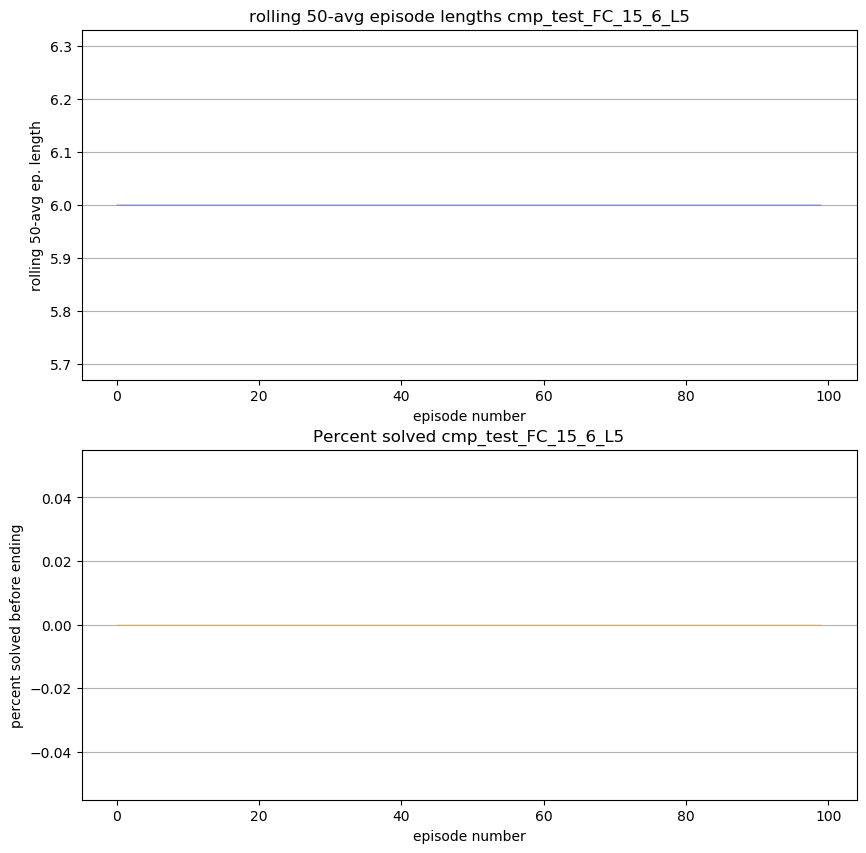 rolling 50-avg episode lengths cmp_test_FC_15_6_L5
rolling 50-avg ep. length
6.3
6.2
6.1
6.0
5.9
5.8
5.7
0 20 40 60 80 100
episode number
Percent solved cmp_test_FC_15_6_L5
percent solved before ending
0.04
0.02
0.00
−0.02
−0.04
0 20 40 60 80 100
episode number